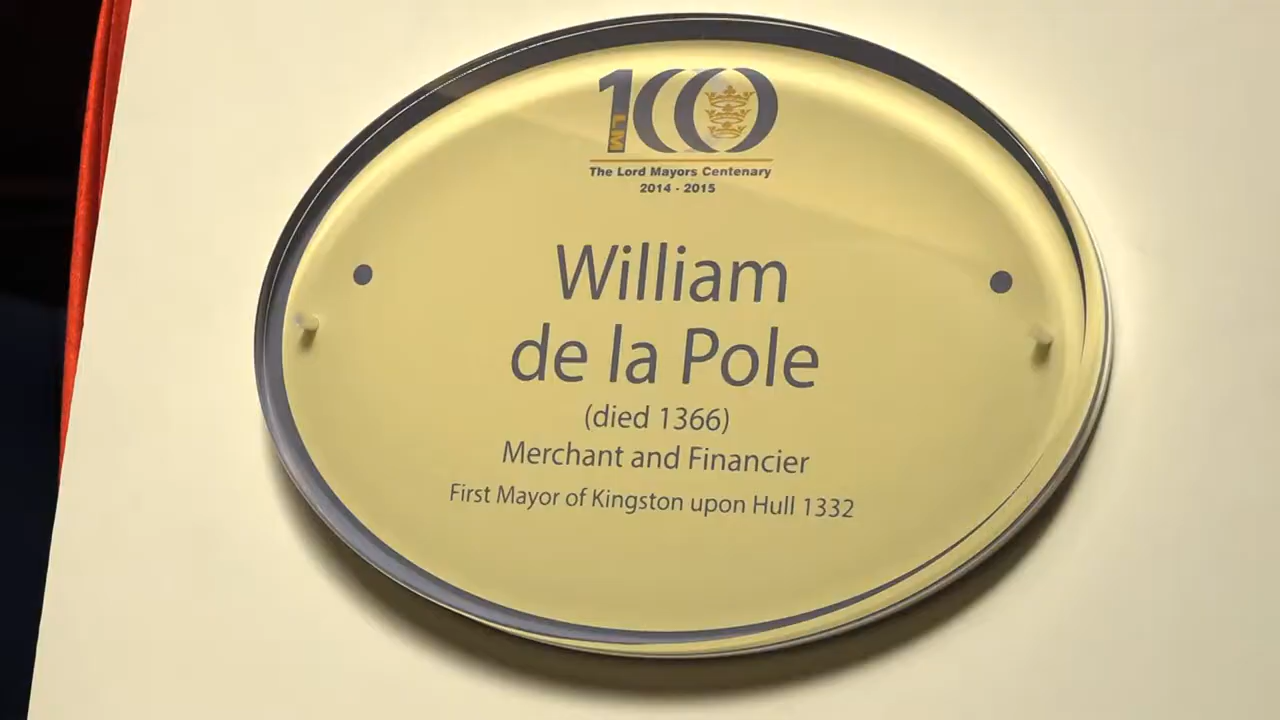 100
LM
The Lord Mayors Centenary
2014 - 2015
William
de la Pole
(died 1366)
Merchant and Financier
First Mayor of Kingston upon Hull 1332